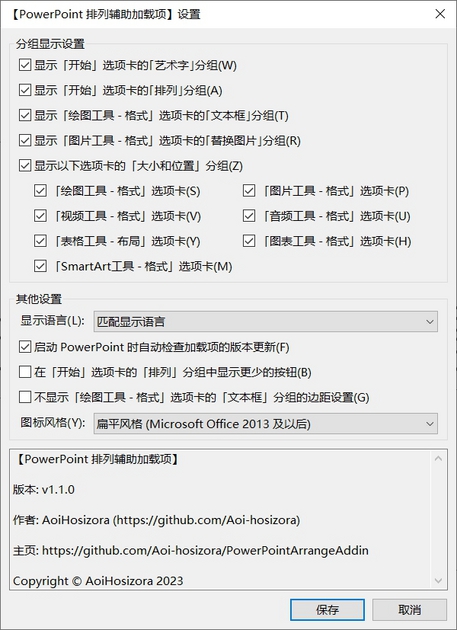 【PowerPoint 排列辅助加载项】设置
分组显示设置
显示「开始」选项卡的「艺术字」分组(W)
显示「开始」选项卡的「排列」分组(A)
显示「绘图工具 - 格式」选项卡的「文本框」分组(T)
显示「图片工具 - 格式」选项卡的「替换图片」分组(R)
显示以下选项卡的「大小和位置」分组(Z)
「绘图工具 - 格式」选项卡(S) 「图片工具 - 格式」选项卡(P)
「视频工具 - 格式」选项卡(V) 「音频工具 - 格式」选项卡(U)
「表格工具 - 布局」选项卡(Y) 「图表工具 - 格式」选项卡(H)
「SmartArt工具 - 格式」选项卡(M)
其他设置
显示语言(L): 匹配显示语言
启动 PowerPoint 时自动检查加载项的版本更新(F)
在「开始」选项卡的「排列」分组中显示更少的按钮(B)
不显示「绘图工具 - 格式」选项卡的「文本框」分组的边距设置(G)
图标风格(Y): 扁平风格 (Microsoft Office 2013 及以后)
【PowerPoint 排列辅助加载项】
版本: v1.1.0
作者: AoiHosizora (https://github.com/Aoi-hosizora)
主页: https://github.com/Aoi-hosizora/PowerPointArrangeAddin
Copyright © AoiHosizora 2023
保存 取消